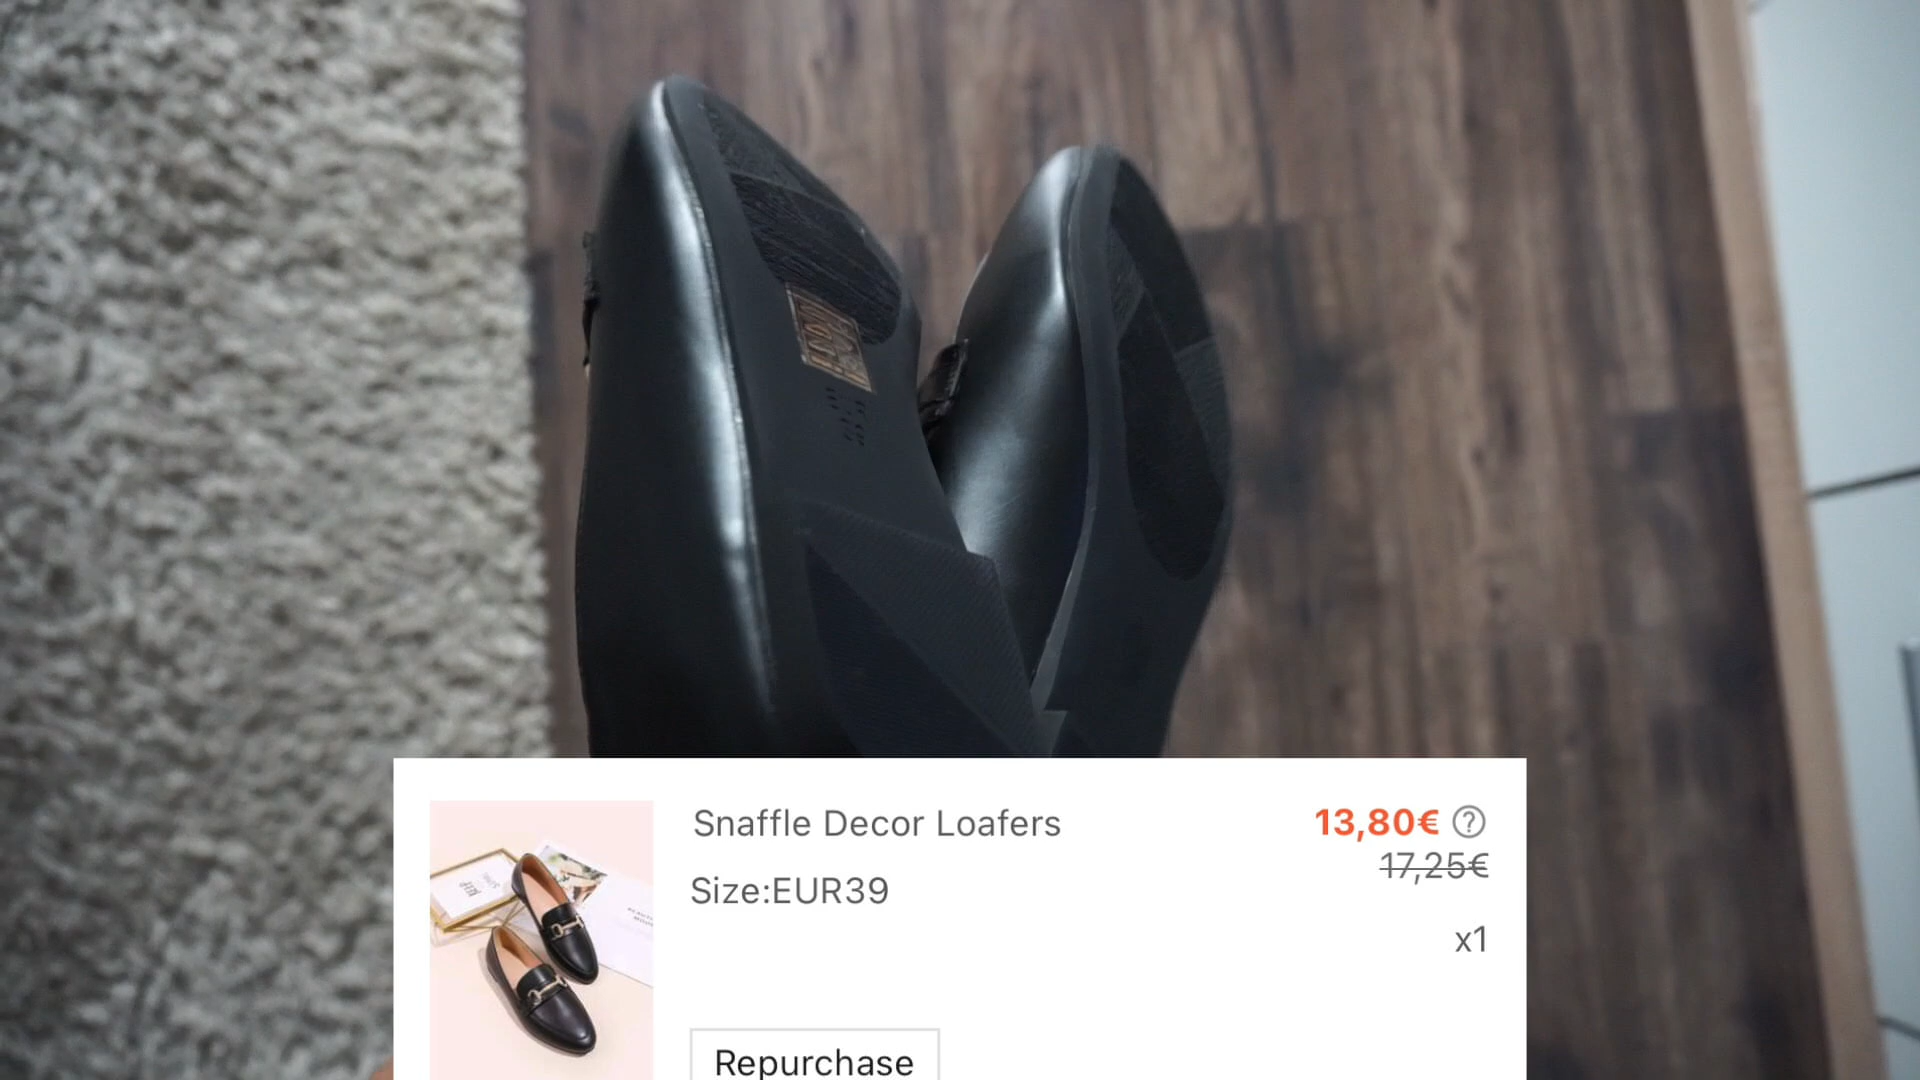 Snaffle Decor Loafers
13,80€ ?
17,25€
Size:EUR39
x1
Repurchase